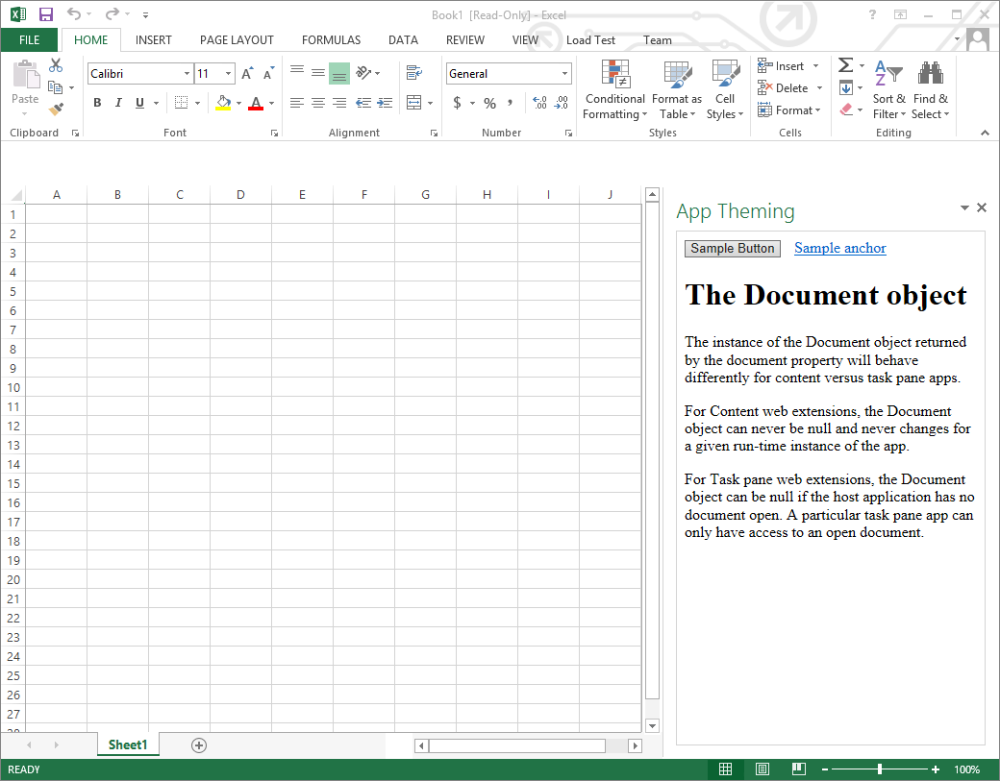 Book1 [Read-Only] - Excel
FILE HOME INSERT PAGE LAYOUT FORMULAS DATA REVIEW VIEW Load Test Team
Paste
Clipboard
Calibri 11
B I U A
Font
Alignment
General
$ % ,
Number
Conditional Formatting
Format as Table
Cell Styles
Styles
Insert
Delete
Format
Cells
Sort & Filter
Find & Select
Editing
A B C D E F G H I J
1
2
3
4
5
6
7
8
9
10
11
12
13
14
15
16
17
18
19
20
21
22
23
24
25
26
27
28
App Theming
Sample Button Sample anchor
The Document object
The instance of the Document object returned
by the document property will behave
differently for content versus task pane apps.
For Content web extensions, the Document
object can never be null and never changes for
a given run-time instance of the app.
For Task pane web extensions, the Document
object can be null if the host application has no
document open. A particular task pane app can
only have access to an open document.
Sheet1
READY
100%